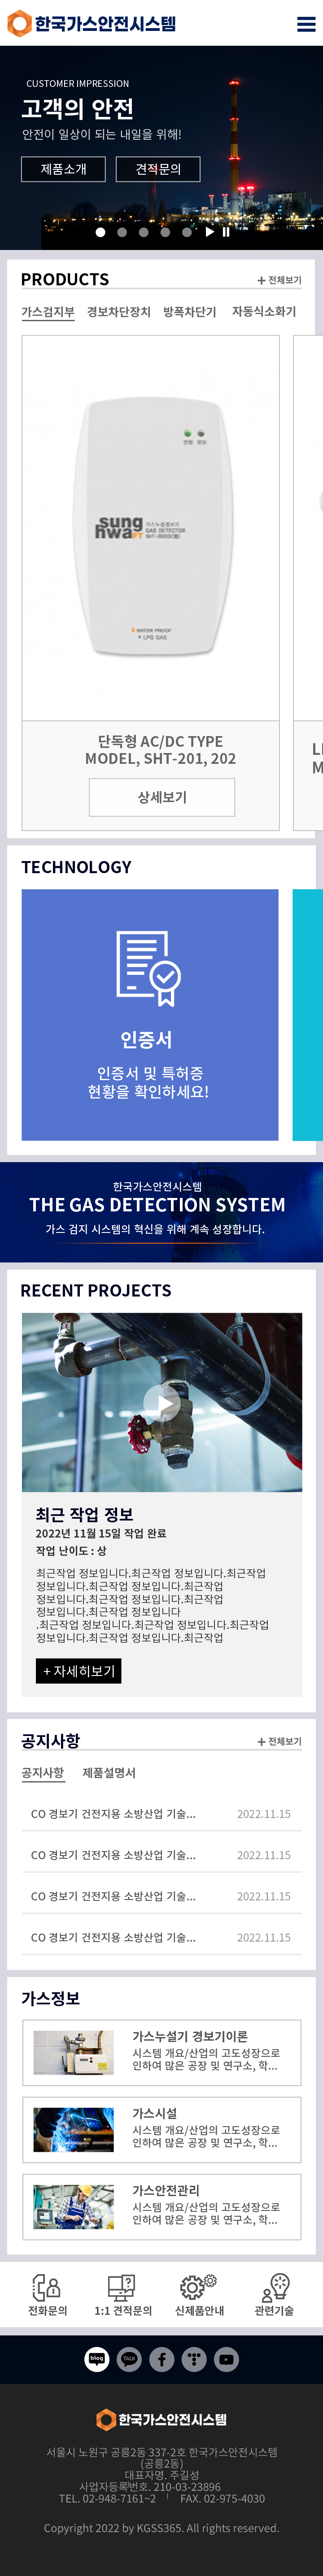 한국가스안전시스템
CUSTOMER IMPRESSION
고객의 안전
안전이 일상이 되는 내일을 위해!
제품소개 견적문의
PRODUCTS + 전체보기
가스검지부 경보차단장치 방폭차단기 자동식소화기
전원 경보
sung hwa PT
가스누설경보기
GAS DETECTOR
WATER PROOF
▼ LPG GAS
단독형 AC/DC TYPE
MODEL, SHT-201, 202
상세보기
TECHNOLOGY
인증서
인증서 및 특허증
현황을 확인하세요!
한국가스안전시스템
THE GAS DETECTION SYSTEM
가스 검지 시스템의 혁신을 위해 계속 성장합니다.
RECENT PROJECTS
최근 작업 정보
2022년 11월 15일 작업 완료
작업 난이도 : 상
최근작업 정보입니다.최근작업 정보입니다.최근작업
정보입니다.최근작업 정보입니다.최근작업
정보입니다.최근작업 정보입니다.최근작업
정보입니다.최근작업 정보입니다
.최근작업 정보입니다.최근작업 정보입니다.최근작업
정보입니다.최근작업 정보입니다.최근작업
+ 자세히보기
공지사항 + 전체보기
공지사항 제품설명서
CO 경보기 건전지용 소방산업 기술... 2022.11.15
CO 경보기 건전지용 소방산업 기술... 2022.11.15
CO 경보기 건전지용 소방산업 기술... 2022.11.15
CO 경보기 건전지용 소방산업 기술... 2022.11.15
가스정보
가스누설기 경보기이론
시스템 개요/산업의 고도성장으로
인하여 많은 공장 및 연구소, 학...
가스시설
시스템 개요/산업의 고도성장으로
인하여 많은 공장 및 연구소, 학...
가스안전관리
시스템 개요/산업의 고도성장으로
인하여 많은 공장 및 연구소, 학...
전화문의 1:1 견적문의 신제품안내 관련기술
blog TALK
한국가스안전시스템
서울시 노원구 공릉2동 337-2호 한국가스안전시스템
(공릉2동)
대표자명. 주길성
사업자등록번호. 210-03-23896
TEL. 02-948-7161~2 | FAX. 02-975-4030
Copyright 2022 by KGSS365. All rights reserved.